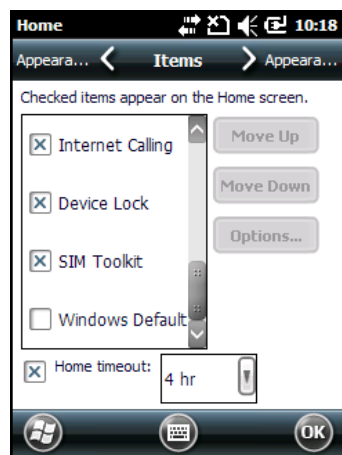 Home 10:18
Appeara... Items Appeara...
Checked items appear on the Home screen.
Internet Calling
Move Up
Device Lock
Move Down
SIM Toolkit
Options...
Windows Default
Home timeout:
4 hr
OK